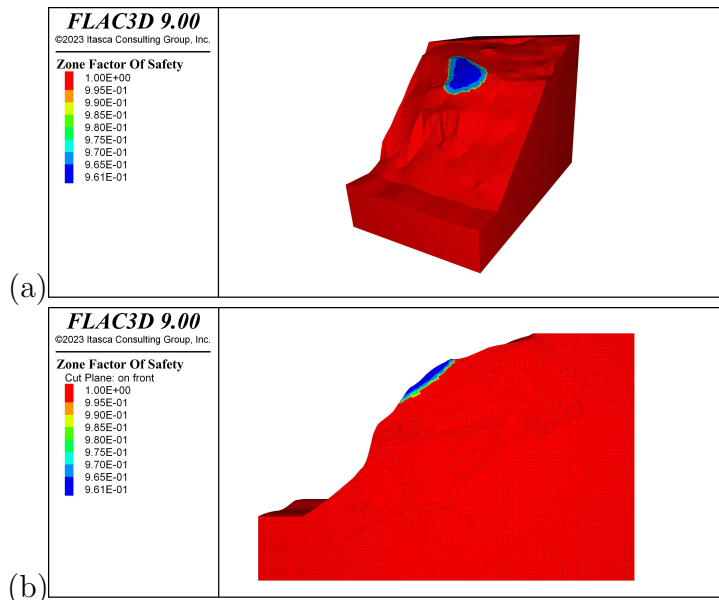 FLAC3D 9.00
©2023 Itasca Consulting Group, Inc.
Zone Factor Of Safety
1.00E+00
9.95E-01
9.90E-01
9.85E-01
9.80E-01
9.75E-01
9.70E-01
9.65E-01
9.61E-01
(a)
FLAC3D 9.00
©2023 Itasca Consulting Group, Inc.
Zone Factor Of Safety
Cut Plane: on front
1.00E+00
9.95E-01
9.90E-01
9.85E-01
9.80E-01
9.75E-01
9.70E-01
9.65E-01
9.61E-01
(b)